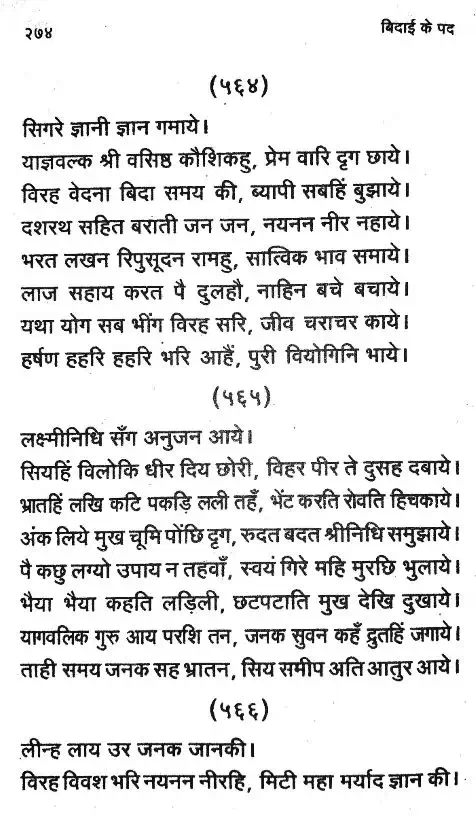 २७४ बिदाई के पद
(५६४)
सिगरे ज्ञानी ज्ञान गमाये।
याज्ञवल्क श्री वसिष्ठ कौशिकहु, प्रेम वारि दृग छाये।
विरह वेदना बिदा समय की, ब्यापी सबहिं बुझाये।
दशरथ सहित बराती जन जन, नयनन नीर नहाये।
भरत लखन रिपुसूदन रामहु, सात्विक भाव समाये।
लाज सहाय करत पै दुलहौ, नाहिन बचे बचाये।
यथा योग सब भींग विरह सरि, जीव चराचर काये।
हर्षण हहरि हहरि भरि आहैं, पुरी वियोगिनि भाये।
(५६५)
लक्ष्मीनिधि सँग अनुजन आये।
सियहिं विलोकि धीर दिय छोरी, विहर पीर ते दुसह दबाये।
भ्रातहिं लखि कटि पकड़ि लली तहँ, भेंट करति रोवति हिचकाये।
अंक लिये मुख चूमि पोंछि दृग, रुदत बदत श्रीनिधि समुझाये।
पै कछु लग्यो उपाय न तहवाँ, स्वयं गिरे महि मुरछि भुलाये।
भैया भैया कहति लड़िली, छटपटाति मुख देखि दुखाये।
यागवलिक गुरु आय परशि तन, जनक सुवन कहँ द्रुतहिं जगाये।
ताही समय जनक सह भ्रातन, सिय समीप अति आतुर आये।
(५६६)
लीन्ह लाय उर जनक जानकी।
विरह विवश भरि नयनन नीरहि, मिटी महा मर्याद ज्ञान की।